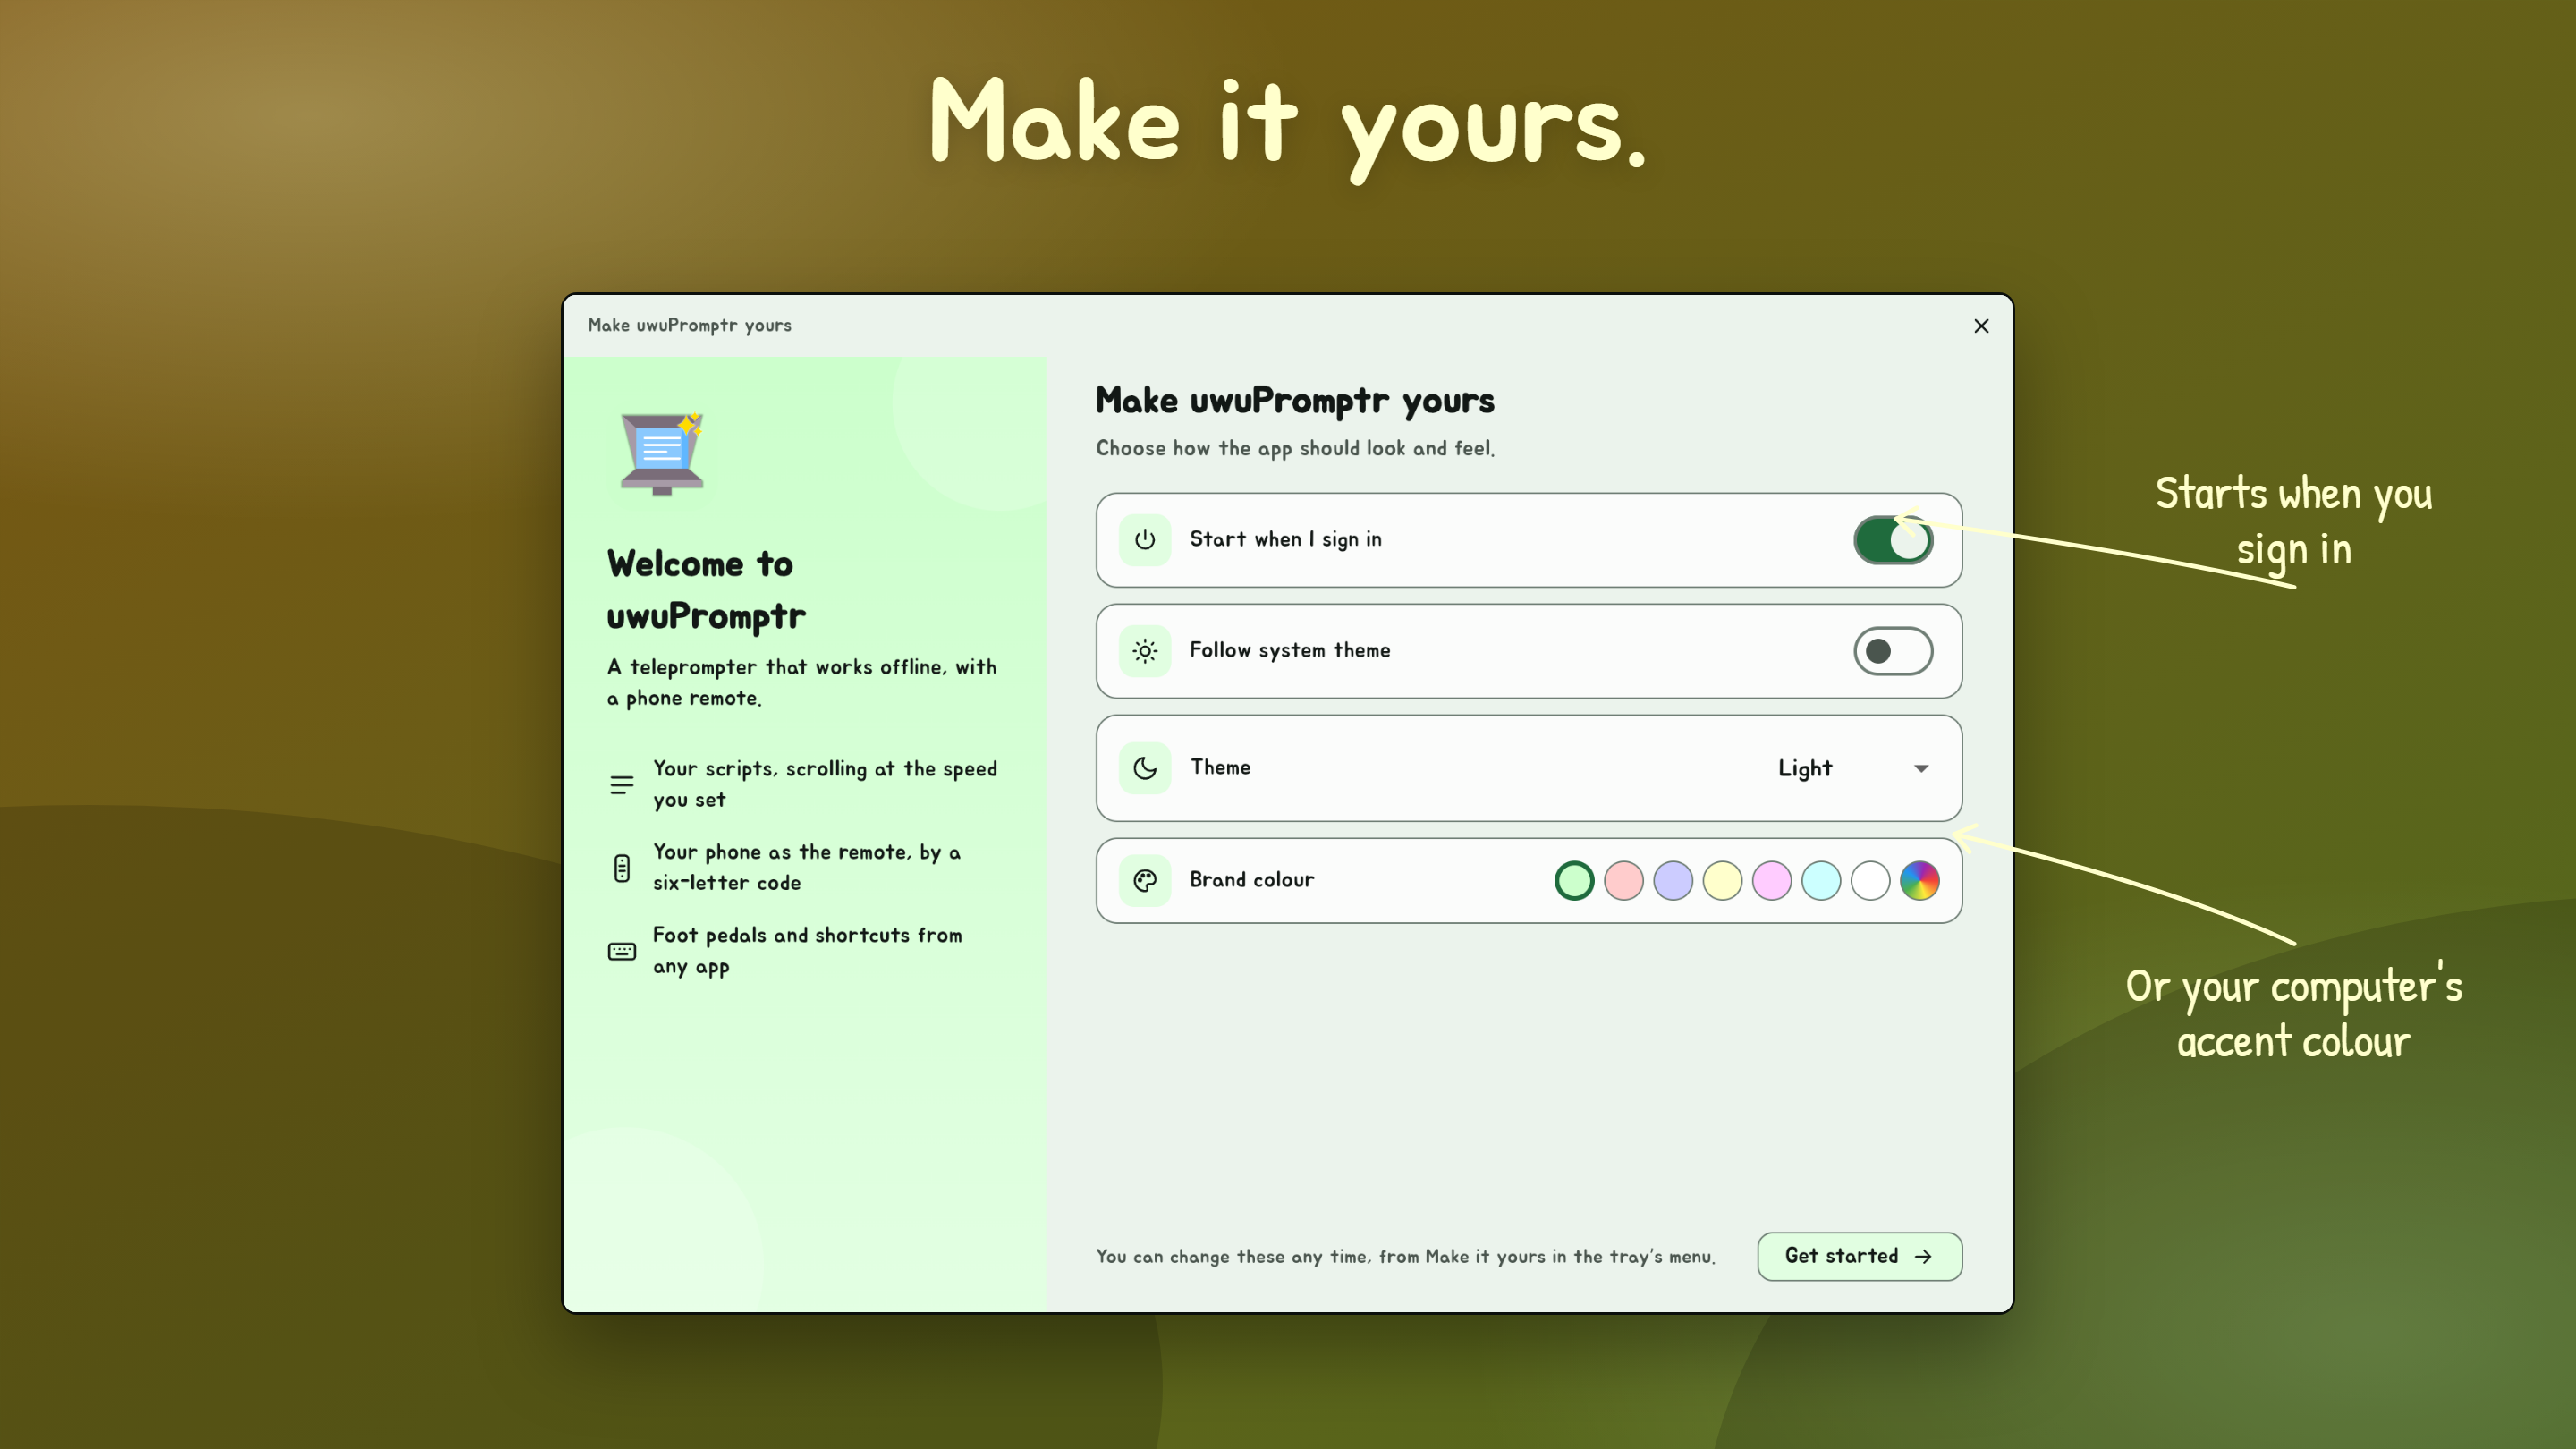 Make it yours.
Make uwuPromptr yours
Welcome to
uwuPromptr
A teleprompter that works offline, with
a phone remote.
Your scripts, scrolling at the speed
you set
Your phone as the remote, by a
six-letter code
Foot pedals and shortcuts from
any app
Make uwuPromptr yours
Choose how the app should look and feel.
Start when I sign in
Follow system theme
Theme
Light
Brand colour
You can change these any time, from Make it yours in the tray's menu.
Get started
Starts when you
sign in
Or your computer's
accent colour